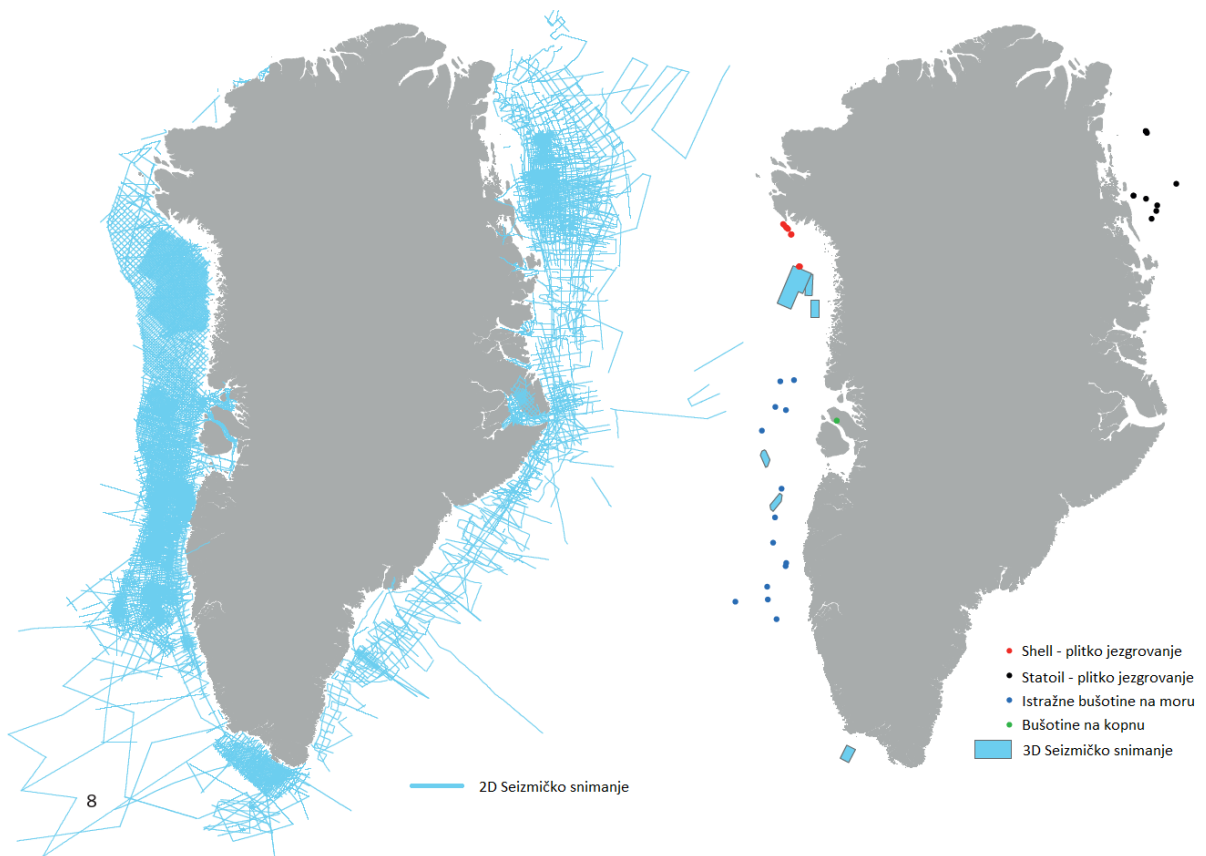 Shell - plitko jezgrovanje
Statoil - plitko jezgrovanje
Istražne bušotine na moru
Bušotine na kopnu
3D Seizmičko snimanje
2D Seizmičko snimanje
8